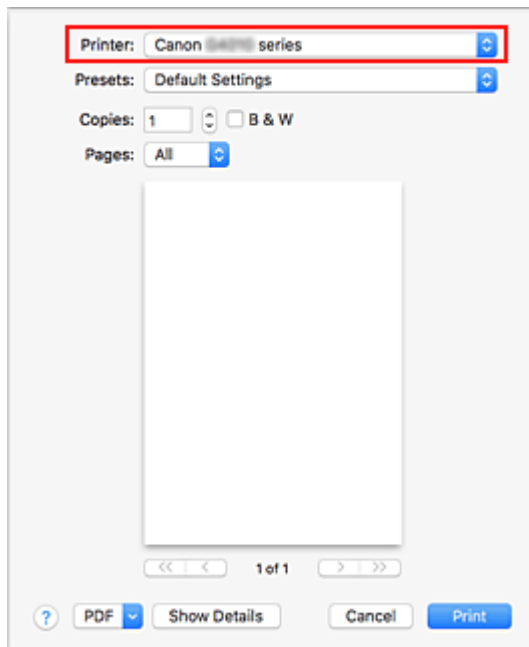 Printer: Canon series
Presets: Default Settings
Copies: 1 B & W
Pages: All
<< < 1 of 1 > >>
? PDF Show Details Cancel Print